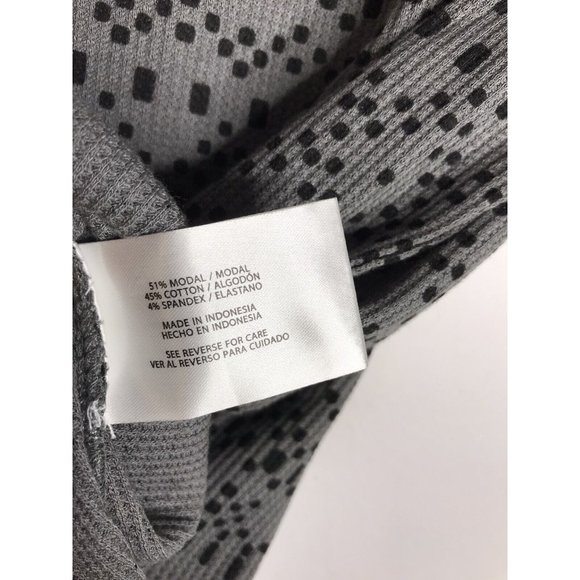 51% MODAL / MODAL
45% COTTON / ALGODÓN
4% SPANDEX / ELASTANO
MADE IN INDONESIA
HECHO EN INDONESIA
SEE REVERSE FOR CARE
VER AL REVERSO PARA CUIDADO